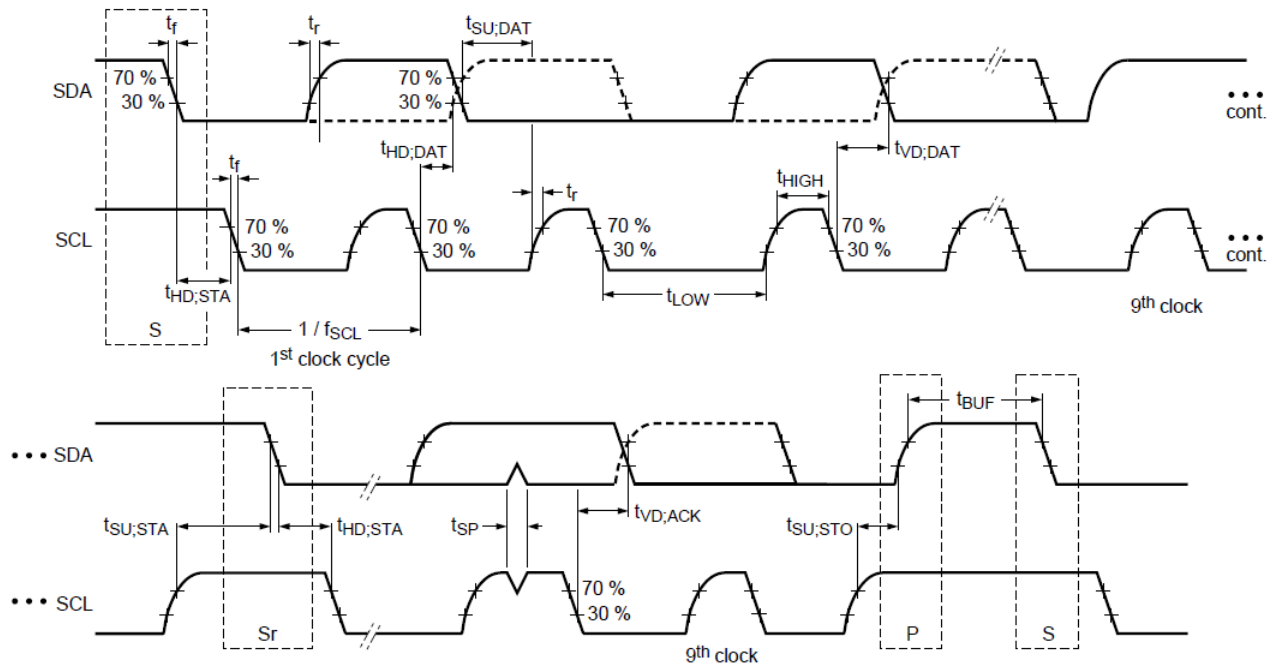 tf tr tSU;DAT
SDA 70 % 30 % 70 % 30 % ••• cont.
tHD;DAT tVD;DAT
tf tr tHIGH
SCL 70 % 30 % 70 % 30 % 70 % 30 % 70 % 30 % ••• cont.
tHD;STA tLOW
S 1 / fSCL 9th clock
1st clock cycle
tBUF
••• SDA
tSU;STA tHD;STA tSP tVD;ACK tSU;STO
••• SCL 70 % 30 %
Sr P S
9th clock